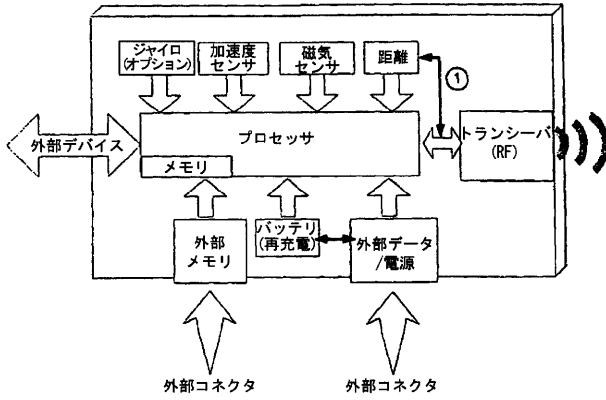 ジャイロ
(オプション)
加速度
センサ
磁気
センサ
距離
①
外部デバイス
プロセッサ
メモリ
トランシーバ
(RF)
外部
メモリ
バッテリ
(再充電)
外部データ
/電源
外部コネクタ
外部コネクタ